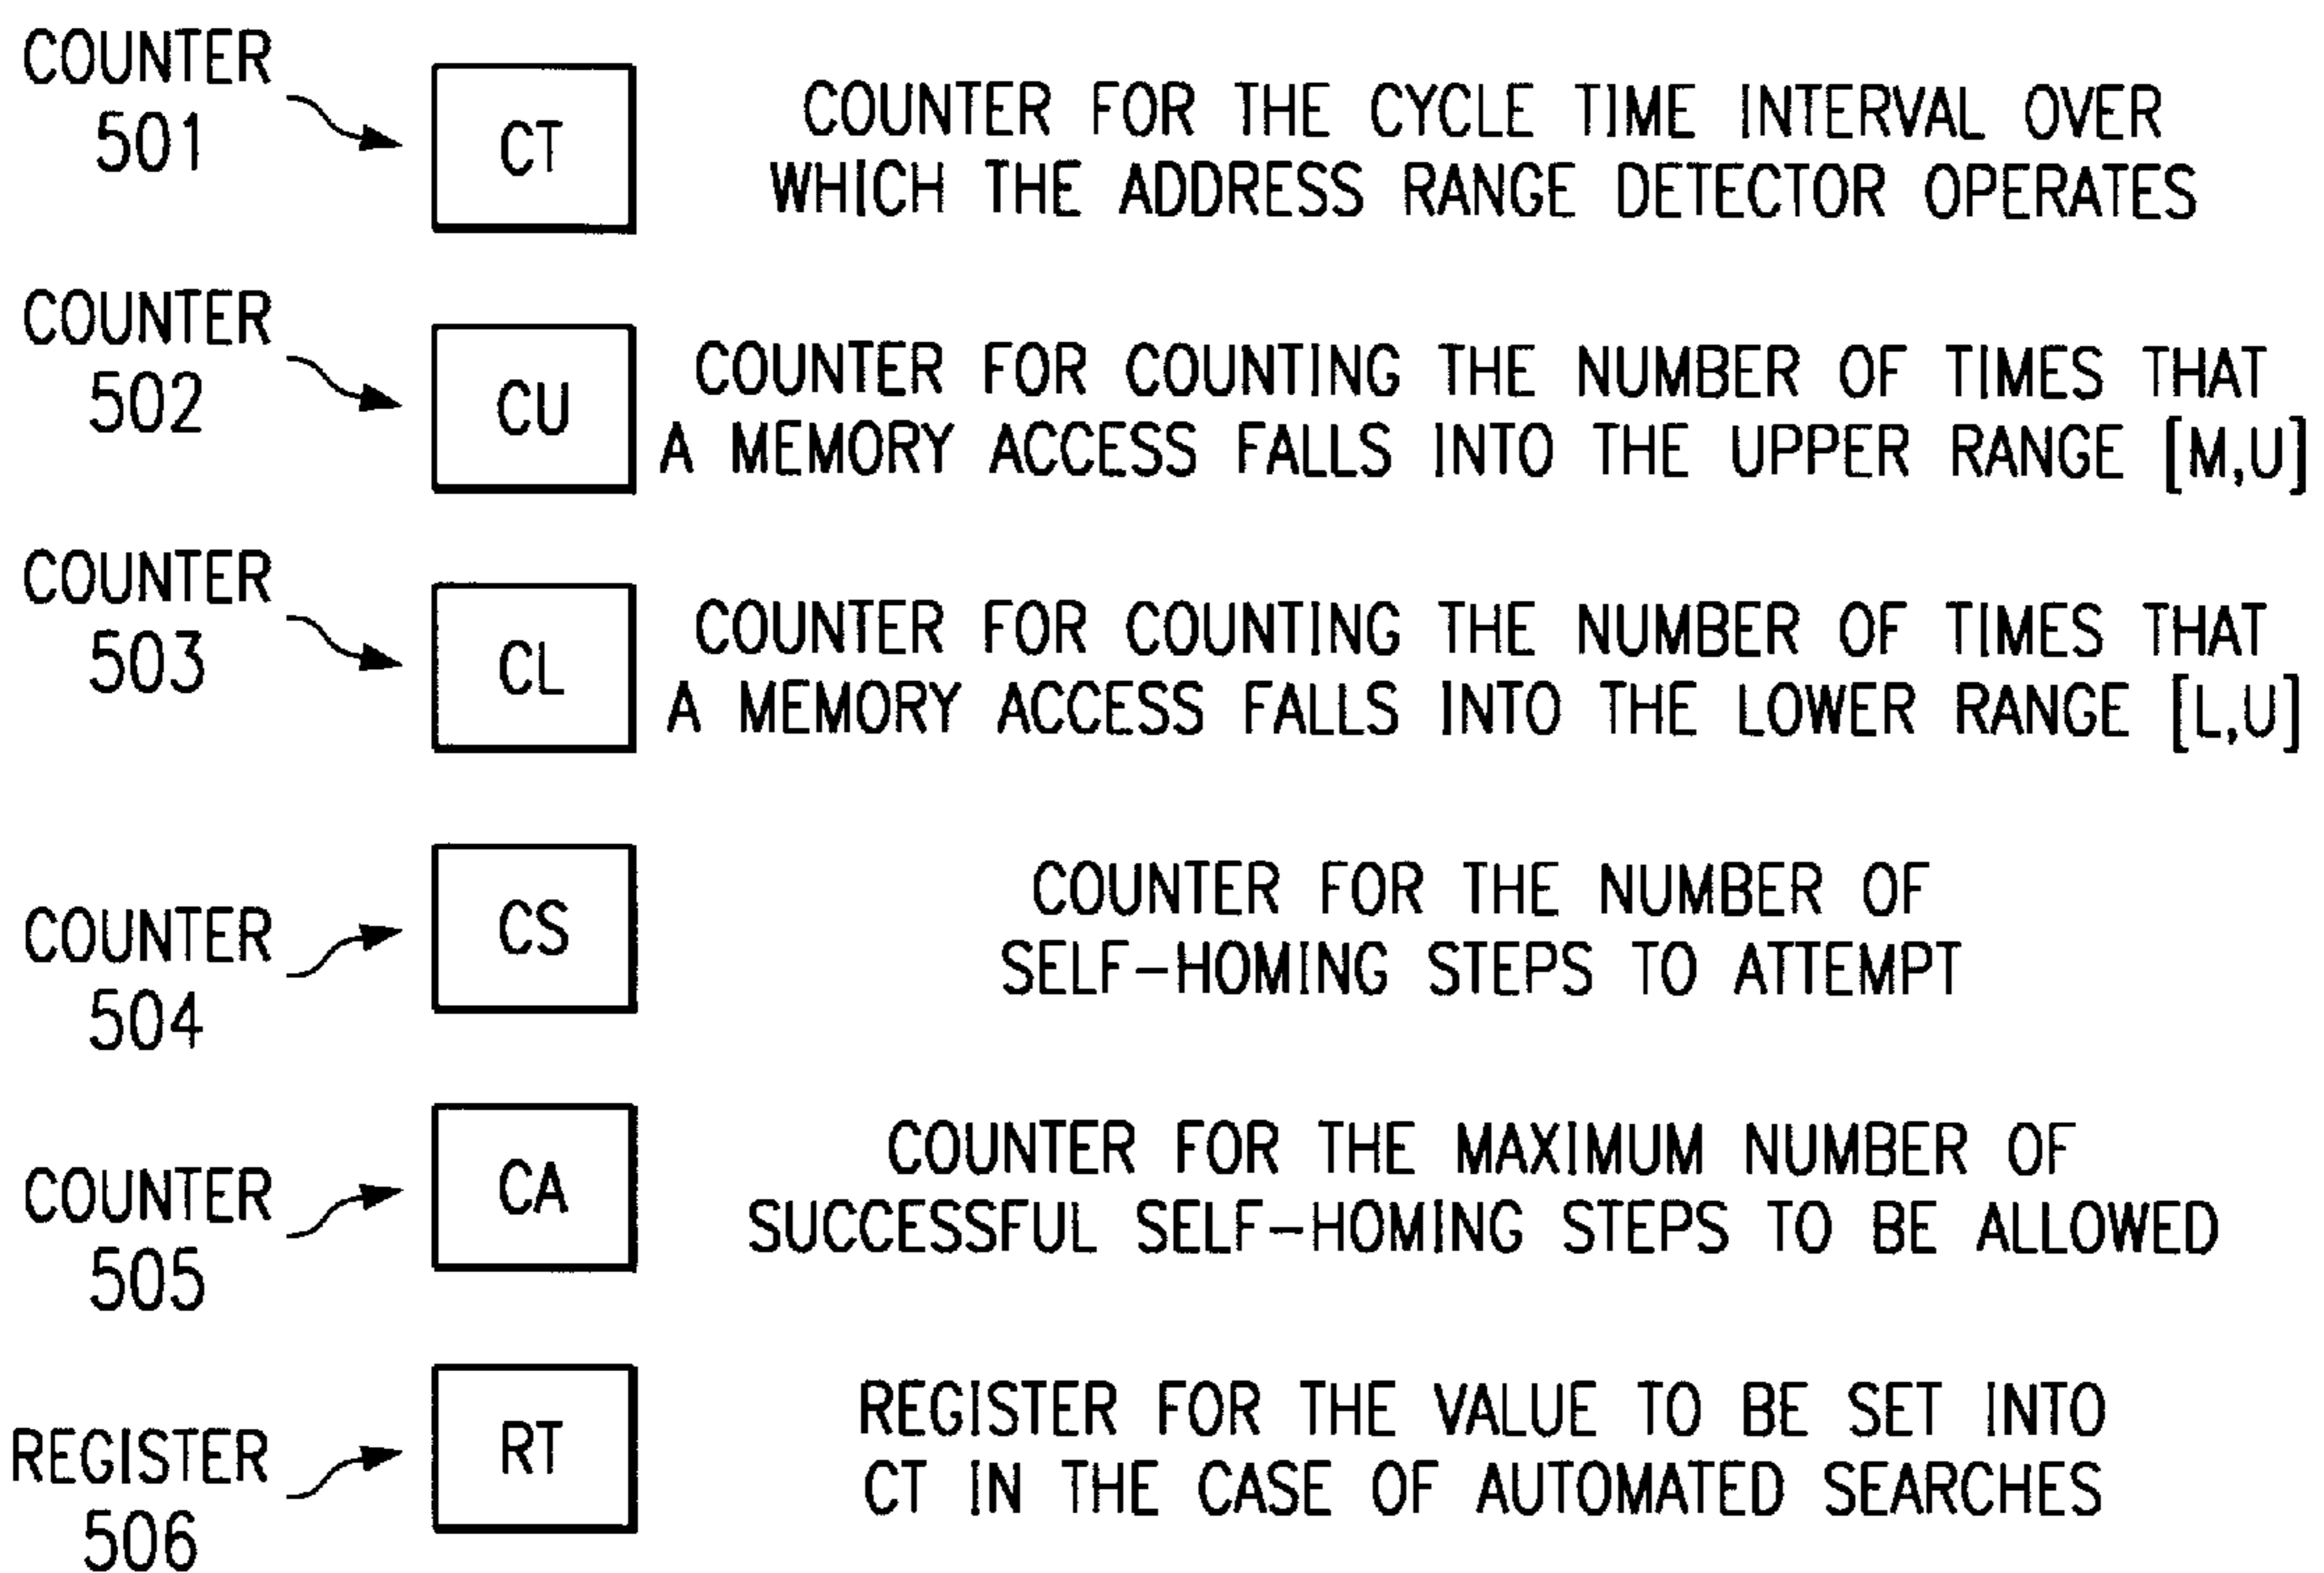 COUNTER
501
CT
COUNTER FOR THE CYCLE TIME INTERVAL OVER
WHICH THE ADDRESS RANGE DETECTOR OPERATES
COUNTER
502
CU
COUNTER FOR COUNTING THE NUMBER OF TIMES THAT
A MEMORY ACCESS FALLS INTO THE UPPER RANGE [M,U]
COUNTER
503
CL
COUNTER FOR COUNTING THE NUMBER OF TIMES THAT
A MEMORY ACCESS FALLS INTO THE LOWER RANGE [L,U]
COUNTER
504
CS
COUNTER FOR THE NUMBER OF
SELF-HOMING STEPS TO ATTEMPT
COUNTER
505
CA
COUNTER FOR THE MAXIMUM NUMBER OF
SUCCESSFUL SELF-HOMING STEPS TO BE ALLOWED
REGISTER
506
RT
REGISTER FOR THE VALUE TO BE SET INTO
CT IN THE CASE OF AUTOMATED SEARCHES